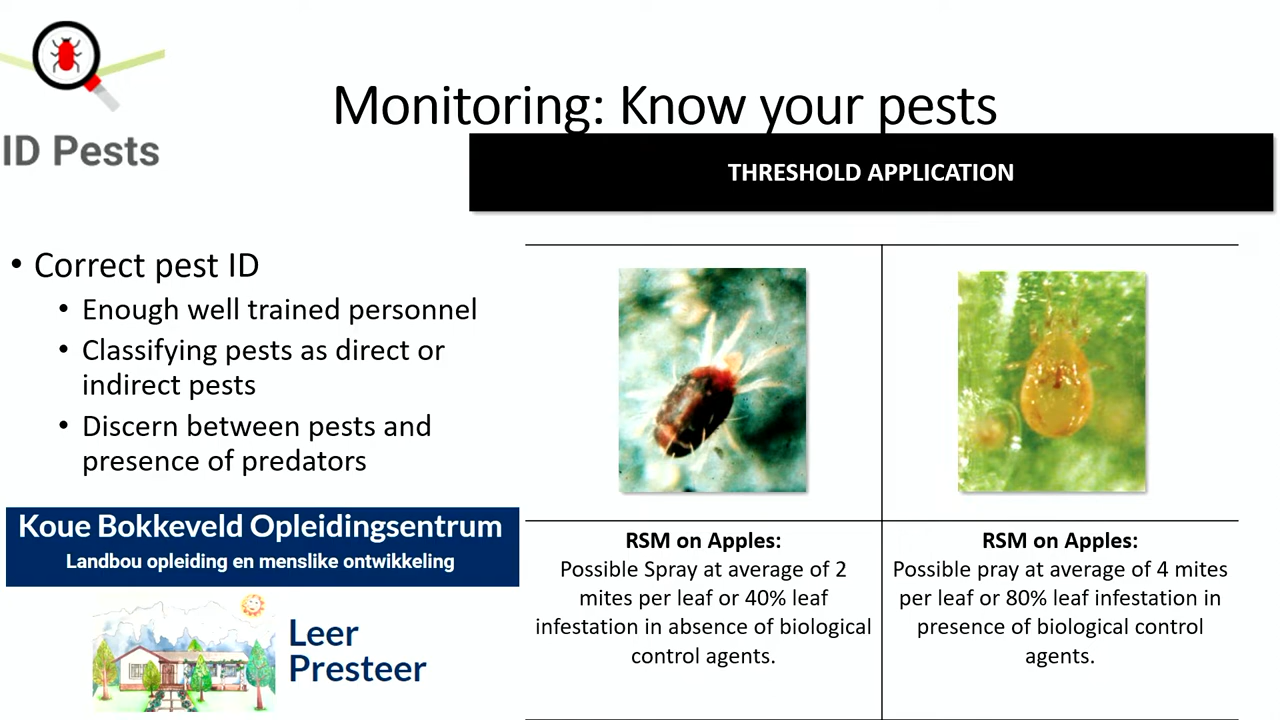 ID Pests
Monitoring: Know your pests
THRESHOLD APPLICATION
• Correct pest ID
• Enough well trained personnel
• Classifying pests as direct or
indirect pests
• Discern between pests and
presence of predators
Koue Bokkeveld Opleidingsentrum
Landbou opleiding en menslike ontwikkeling
Leer
Presteer
RSM on Apples:
Possible Spray at average of 2
mites per leaf or 40% leaf
infestation in absence of biological
control agents.
RSM on Apples:
Possible pray at average of 4 mites
per leaf or 80% leaf infestation in
presence of biological control
agents.